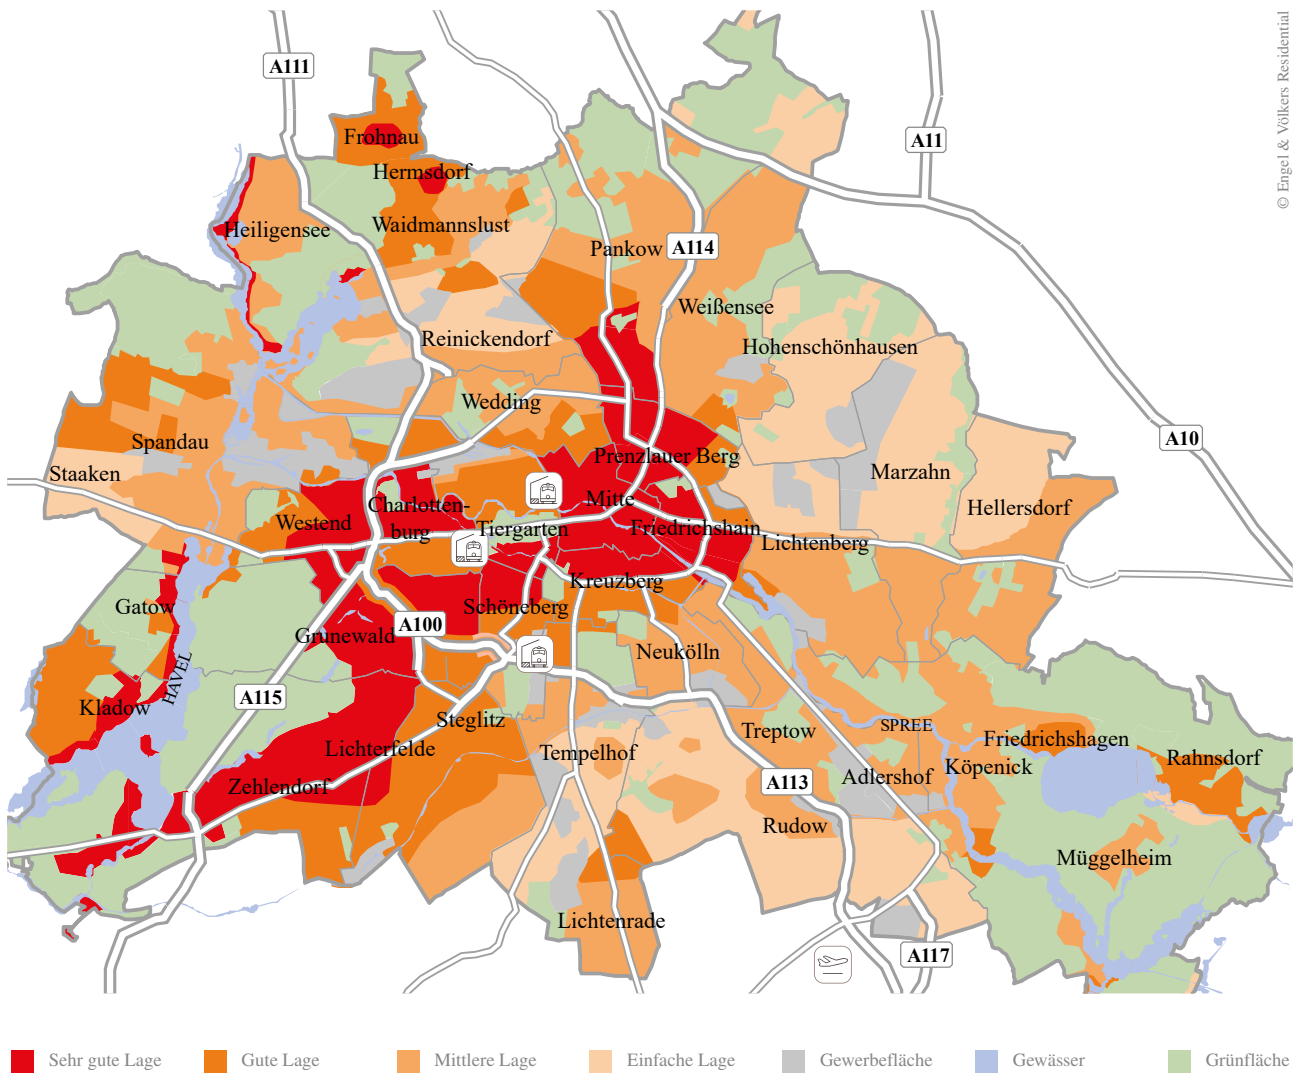 © Engel & Völkers Residential
A111
Frohnau
A11
Hermsdorf
Waidmannslust
Heiligensee
Pankow
A114
Weißensee
Reinickendorf
Hohenschönhausen
Wedding
A10
Spandau
Prenzlauer Berg
Staaken
Marzahn
Mitte
Charlotten-
burg
Hellersdorf
Westend
Tiergarten
Friedrichshain
Lichtenberg
Kreuzberg
Gatow
Schöneberg
A100
Grunewald
Neukölln
HAVEL
A115
Kladow
Steglitz
SPREE
Treptow
Friedrichshagen
Lichterfelde
Tempelhof
Rahnsdorf
Köpenick
Adlershof
Zehlendorf
A113
Rudow
Müggelheim
Lichtenrade
A117
Sehr gute Lage
Gute Lage
Mittlere Lage
Einfache Lage
Gewerbefläche
Gewässer
Grünfläche